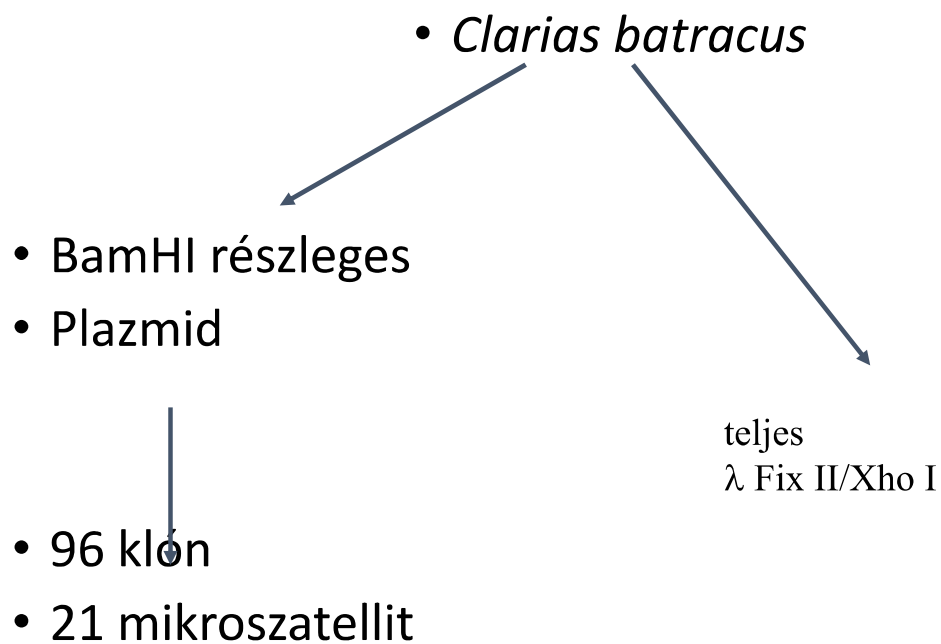 • Clarias batracus
• BamHI részleges
• Plazmid
teljes
λ Fix II/Xho I
• 96 klón
• 21 mikroszatellit